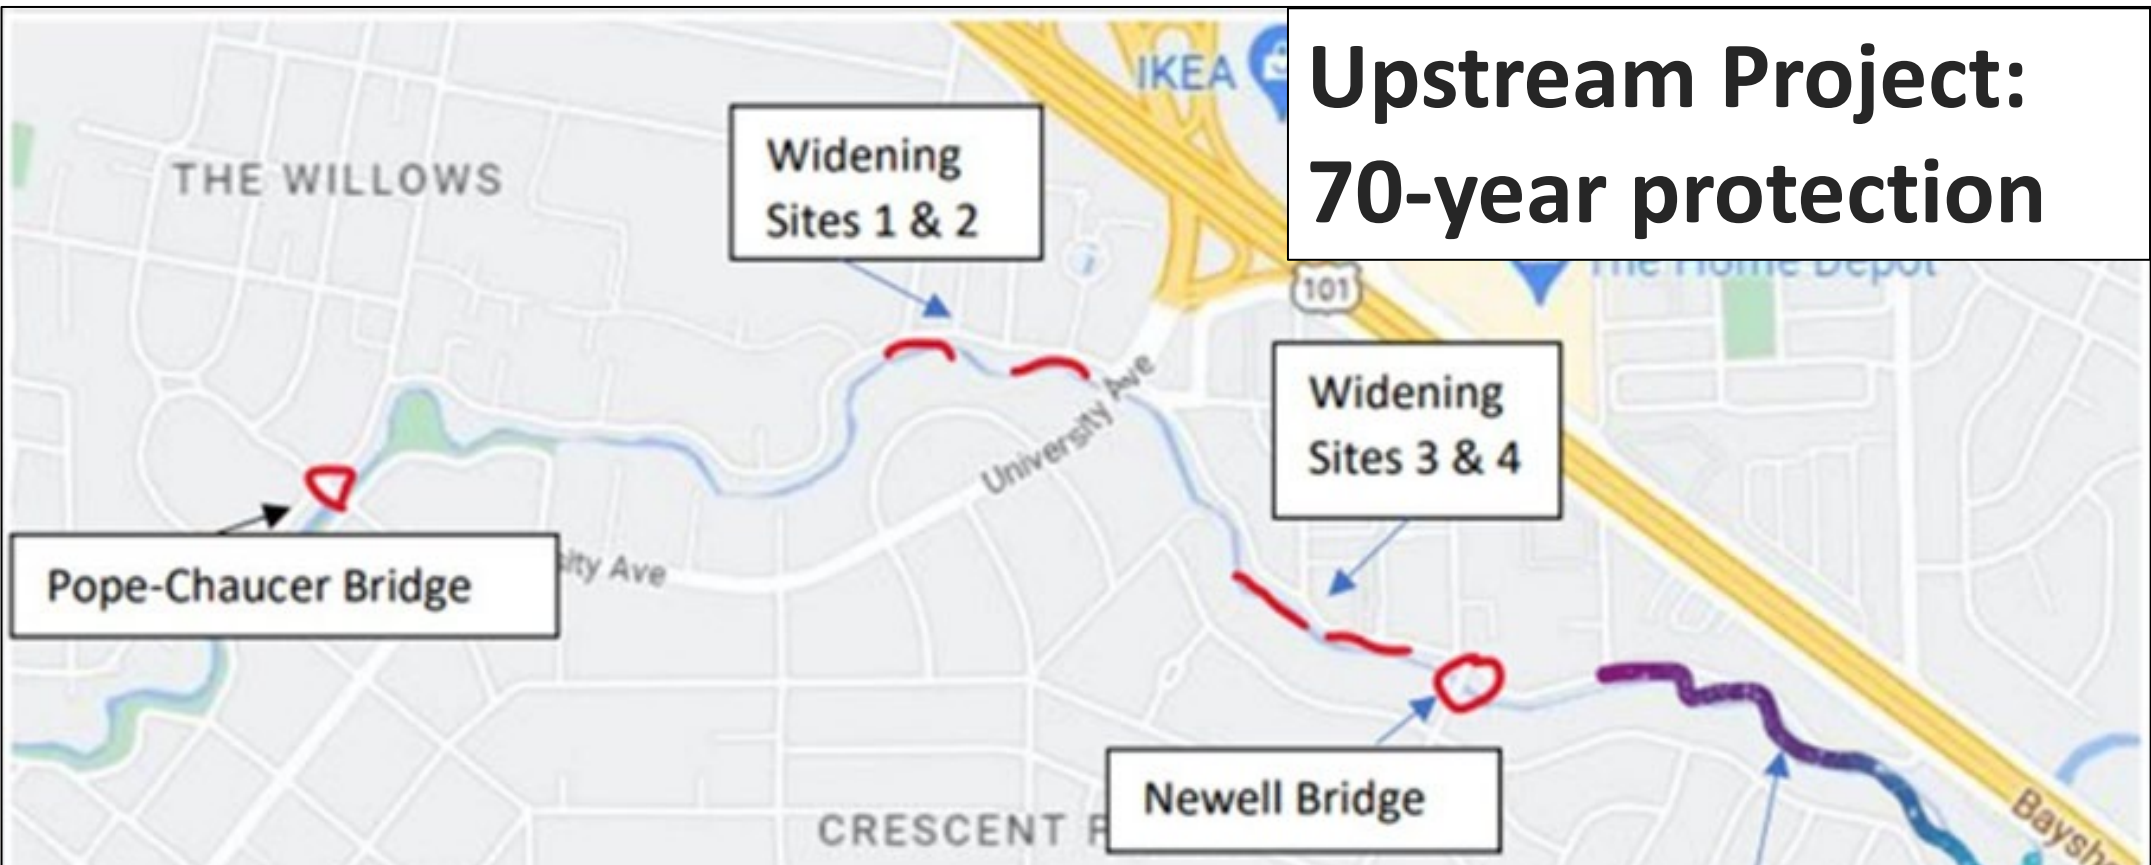 Upstream Project:
70-year protection
IKEA
Widening
Sites 1 & 2
THE WILLOWS
The Home Depot
101
University Ave
Widening
Sites 3 & 4
Pope-Chaucer Bridge
sity Ave
Newell Bridge
CRESCENT
Baysh